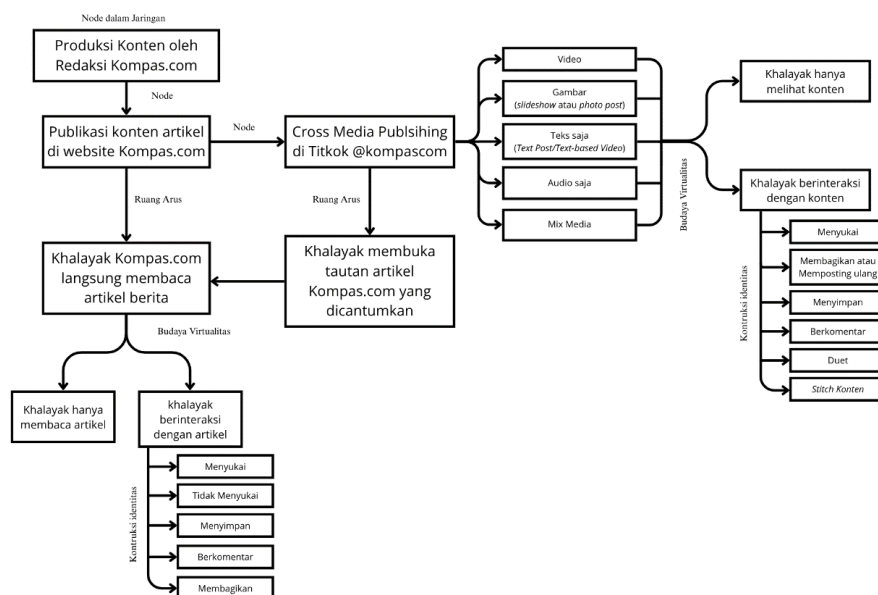 Node dalam Jaringan
Produksi Konten oleh
Redaksi Kompas.com
Node
Publikasi konten artikel
di website Kompas.com
Node
Cross Media Publsihing
di Titkok @kompascom
Video
Gambar
(slideshow atau photo post)
Teks saja
(Text Post/Text-based Video)
Audio saja
Mix Media
Budaya Virtualitas
Khalayak hanya
melihat konten
Khalayak berinteraksi
dengan konten
Kontruksi identitas
Menyukai
Membagikan atau
Memposting ulang
Menyimpan
Berkomentar
Duet
Stitch Konten
Ruang Arus
Ruang Arus
Khalayak Kompas.com
langsung membaca
artikel berita
Khalayak membuka
tautan artikel
Kompas.com yang
dicantumkan
Budaya Virtualitas
Khalayak hanya
membaca artikel
khalayak
berinteraksi
dengan artikel
Kontruksi identitas
Menyukai
Tidak Menyukai
Menyimpan
Berkomentar
Membagikan